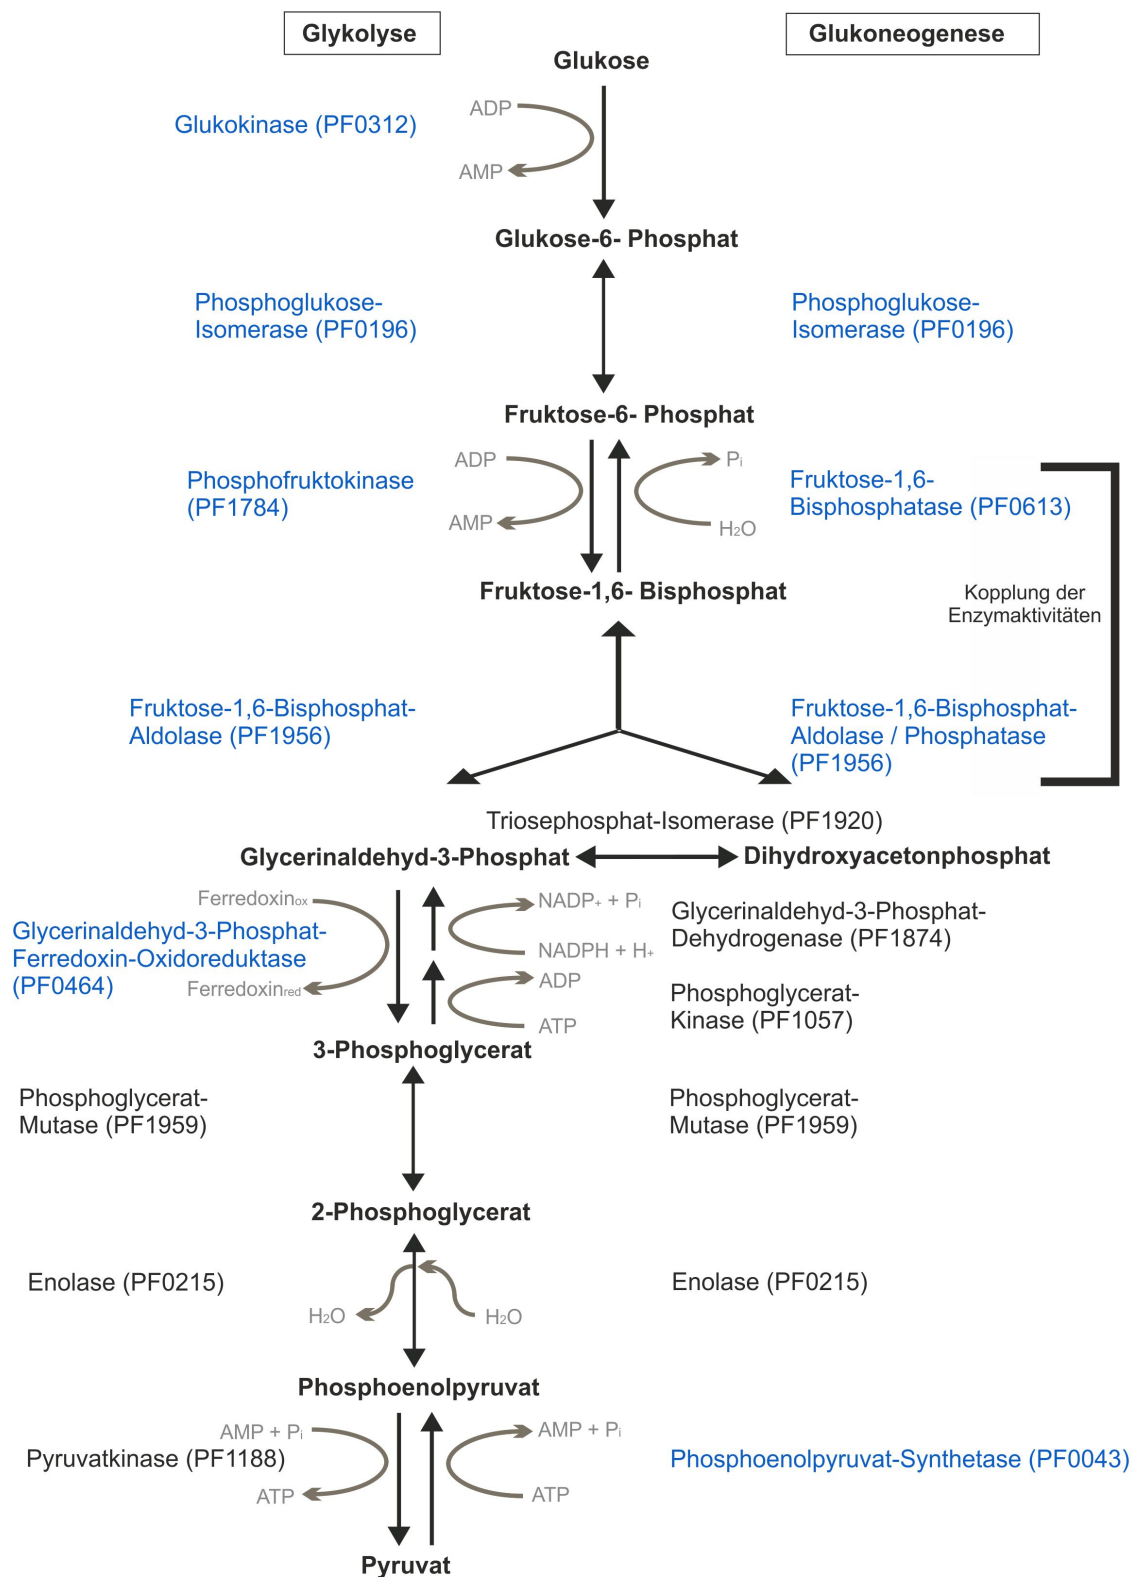 Glykolyse
Glukoneogenese
Glukose
ADP
Glukokinase (PF0312)
AMP
Glukose-6- Phosphat
Phosphoglukose-
Isomerase (PF0196)
Phosphoglukose-
Isomerase (PF0196)
Fruktose-6- Phosphat
ADP
Pi
Phosphofruktokinase
(PF1784)
Fruktose-1,6-
Bisphosphatase (PF0613)
AMP
H2O
Fruktose-1,6- Bisphosphat
Kopplung der
Enzymaktivitäten
Fruktose-1,6-Bisphosphat-
Aldolase (PF1956)
Fruktose-1,6-Bisphosphat-
Aldolase / Phosphatase
(PF1956)
Triosephosphat-Isomerase (PF1920)
Glycerinaldehyd-3-Phosphat
Dihydroxyacetonphosphat
Ferredoxinox
NADP+ + Pi
Glycerinaldehyd-3-Phosphat-
Ferredoxin-Oxidoreduktase
(PF0464)
Glycerinaldehyd-3-Phosphat-
Dehydrogenase (PF1874)
NADPH + H+
Ferredoxinred
ADP
Phosphoglycerat-
Kinase (PF1057)
ATP
3-Phosphoglycerat
Phosphoglycerat-
Mutase (PF1959)
Phosphoglycerat-
Mutase (PF1959)
2-Phosphoglycerat
Enolase (PF0215)
Enolase (PF0215)
H2O
H2O
Phosphoenolpyruvat
AMP + Pi
AMP + Pi
Pyruvatkinase (PF1188)
Phosphoenolpyruvat-Synthetase (PF0043)
ATP
ATP
Pyruvat